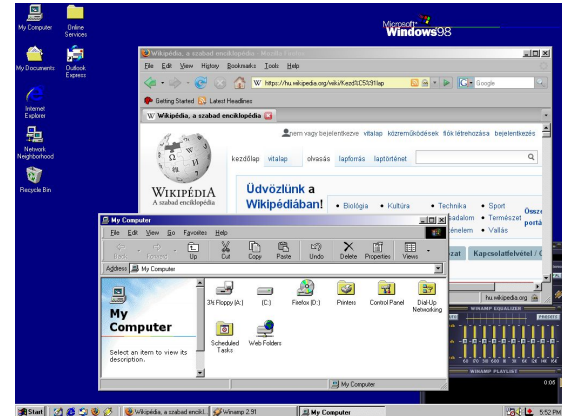 My Computer
Online
Services
Microsoft
Windows98
My Documents
Outlook
Express
Internet
Explorer
Network
Neighborhood
Recycle Bin
Wikipédia, a szabad enciklopédia - Mozilla Firefox
File Edit View History Bookmarks Tools Help
W https://hu.wikipedia.org/wiki/Kezd%C5%91lap
Google
Getting Started Latest Headlines
W Wikipédia, a szabad enciklopédia
nem vagy bejelentkezve vitalap közreműködések fiók létrehozása bejelentkezés
kezdőlap vitalap olvasás lapforrás laptörténet
WIKIPÉDIA
A szabad enciklopédia
Üdvözlünk a
Wikipédiában!
• Biológia • Kultúra • Technika • Sport
• Természet
• Vallás
Kapcsolatfelvétel /
hu.wikipedia.org
My Computer
File Edit View Go Favorites Help
Back Forward Up Cut Copy Paste Undo Delete Properties Views
Address My Computer
My
Computer
Select an item to view its
description.
3½ Floppy (A:) (C:) Firefox (D:) Printers Control Panel Dial-Up
Networking
Scheduled
Tasks
Web Folders
My Computer
WINAMP EQUALIZER
PRESETS
WINAMP PLAYLIST
Start Wikipédia, a szabad encikl... Winamp 2.91 My Computer 5:52 PM